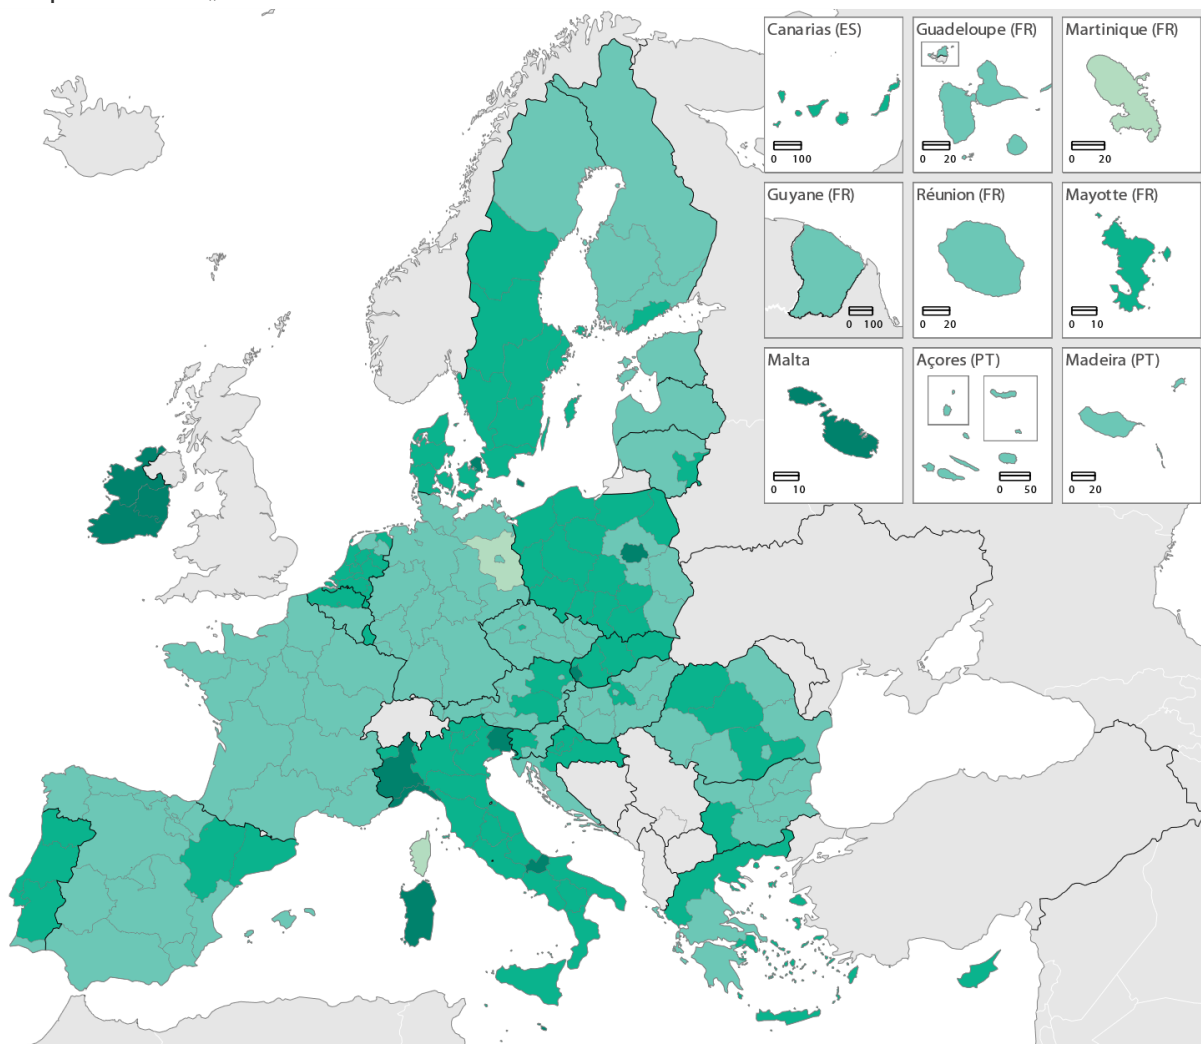 Canarias (ES)
0 100
Guadeloupe (FR)
0 20
Martinique (FR)
0 20
Guyane (FR)
0 100
Réunion (FR)
0 20
Mayotte (FR)
0 10
Malta
0 10
Açores (PT)
0 50
Madeira (PT)
0 20